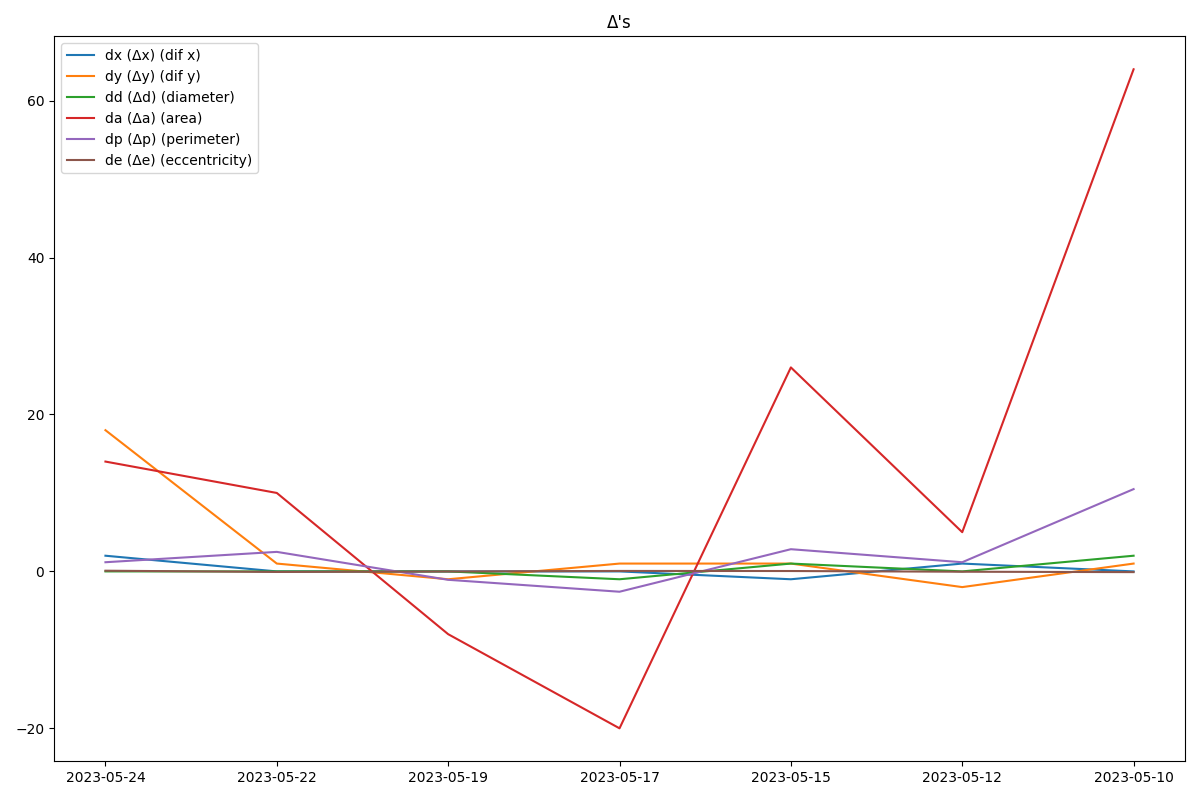 Δ's
dx (Δx) (dif x)
dy (Δy) (dif y)
dd (Δd) (diameter)
da (Δa) (area)
dp (Δp) (perimeter)
de (Δe) (eccentricity)
60
40
20
0
−20
2023-05-24 2023-05-22 2023-05-19 2023-05-17 2023-05-15 2023-05-12 2023-05-10